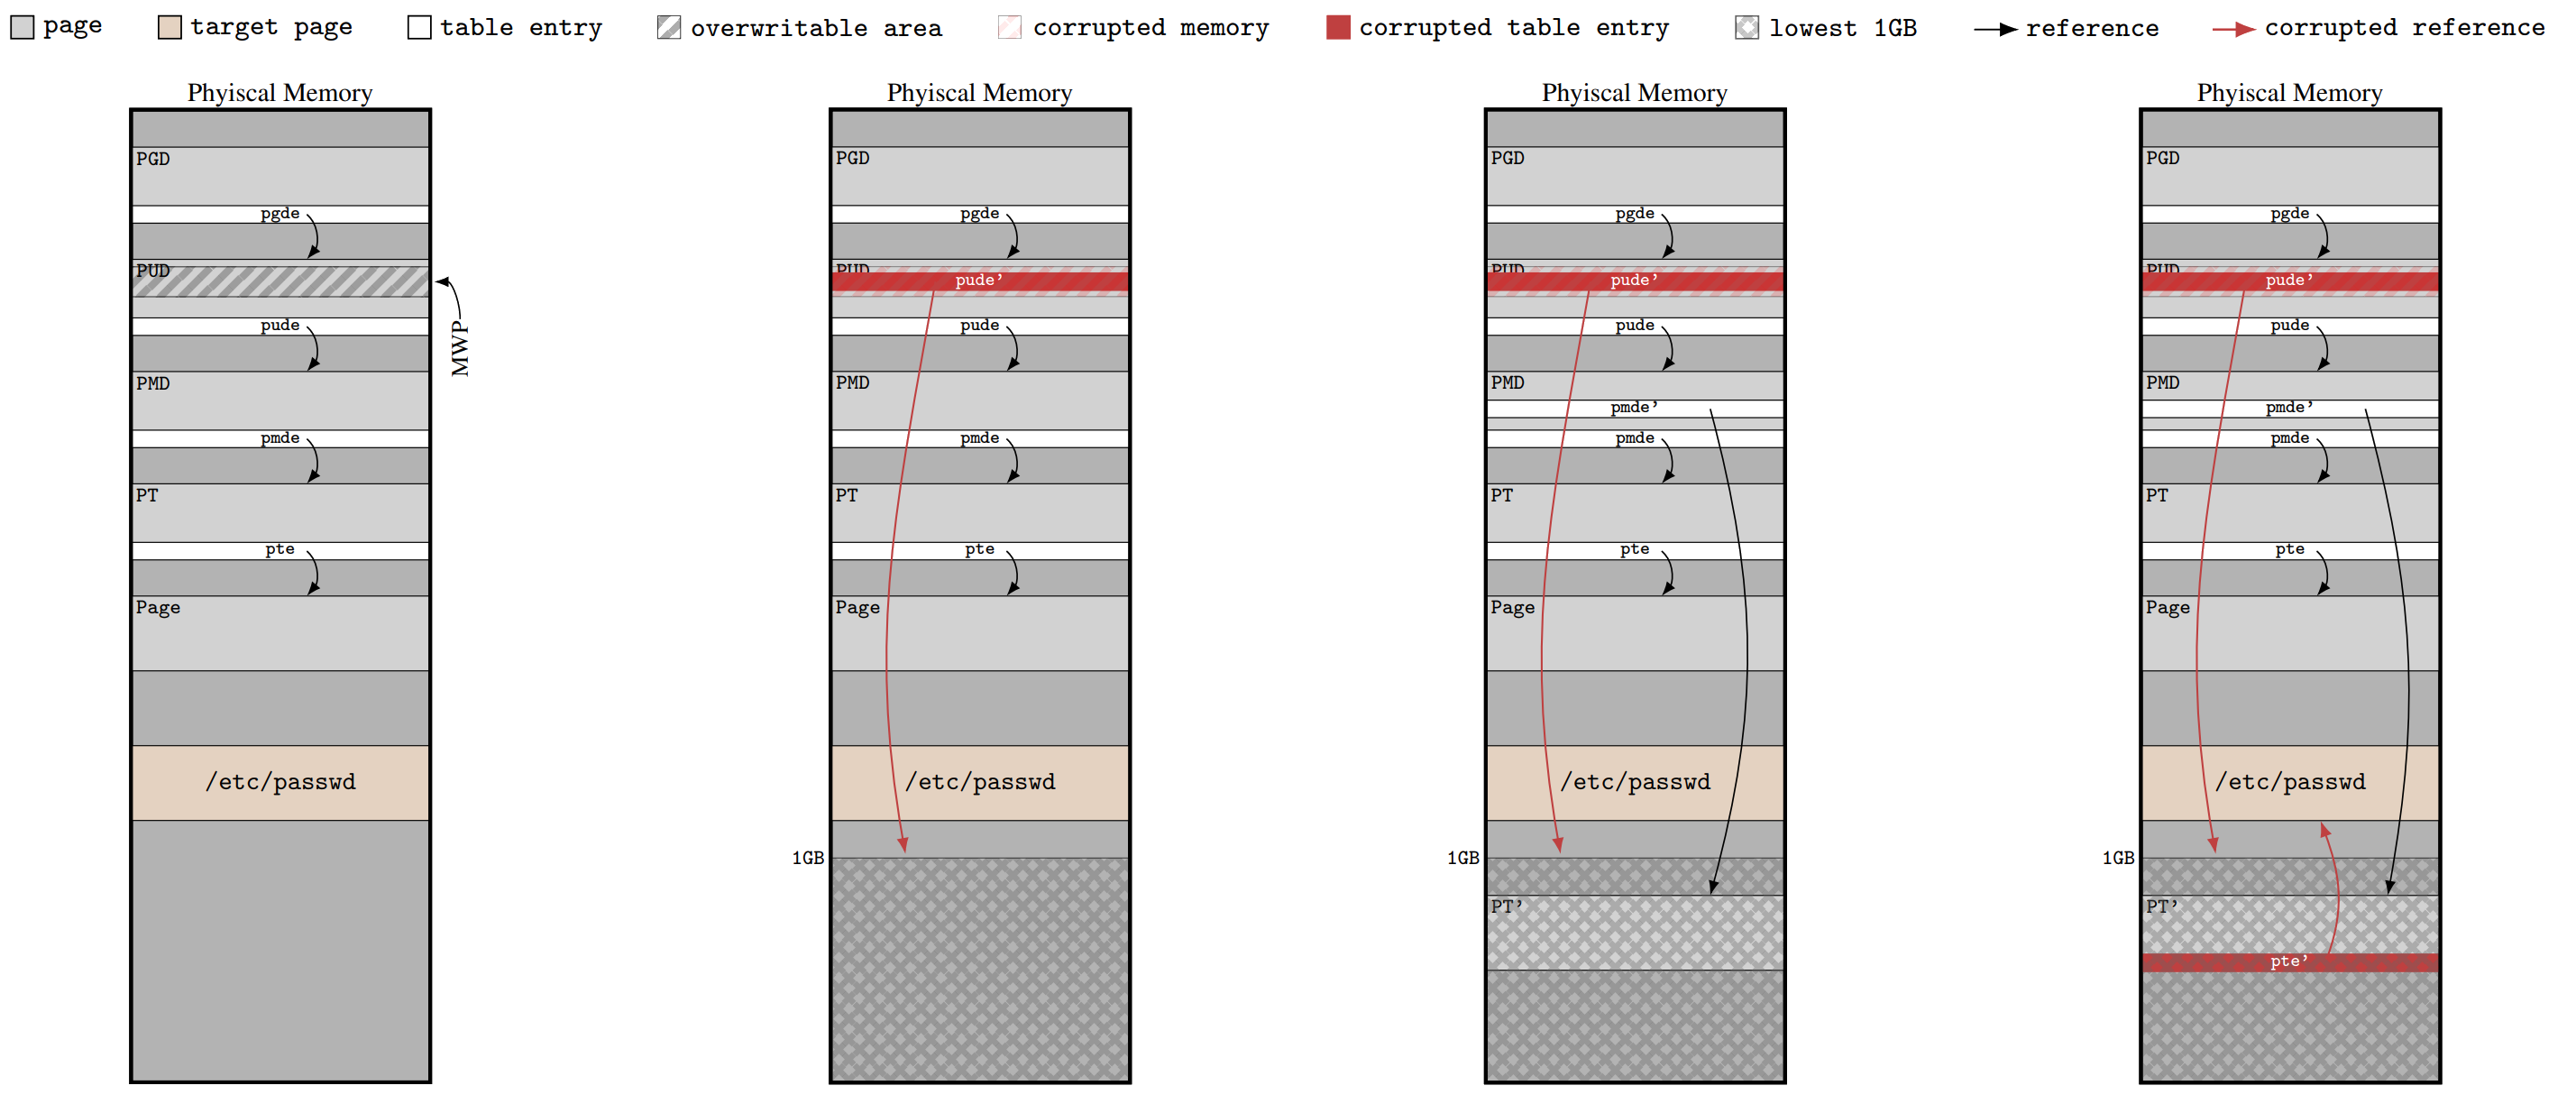 page target page table entry overwritable area corrupted memory corrupted table entry lowest 1GB reference corrupted reference
Phyiscal Memory
PGD
pgde
PUD
MWP
pude
PMD
pmde
PT
pte
Page
/etc/passwd
Phyiscal Memory
PGD
pgde
PUD
pude’
pude
PMD
pmde
PT
pte
Page
/etc/passwd
1GB
Phyiscal Memory
PGD
pgde
PUD
pude’
pude
PMD
pmde’
pmde
PT
pte
Page
/etc/passwd
1GB
PT’
Phyiscal Memory
PGD
pgde
PUD
pude’
pude
PMD
pmde’
pmde
PT
pte
Page
/etc/passwd
1GB
PT’
pte’